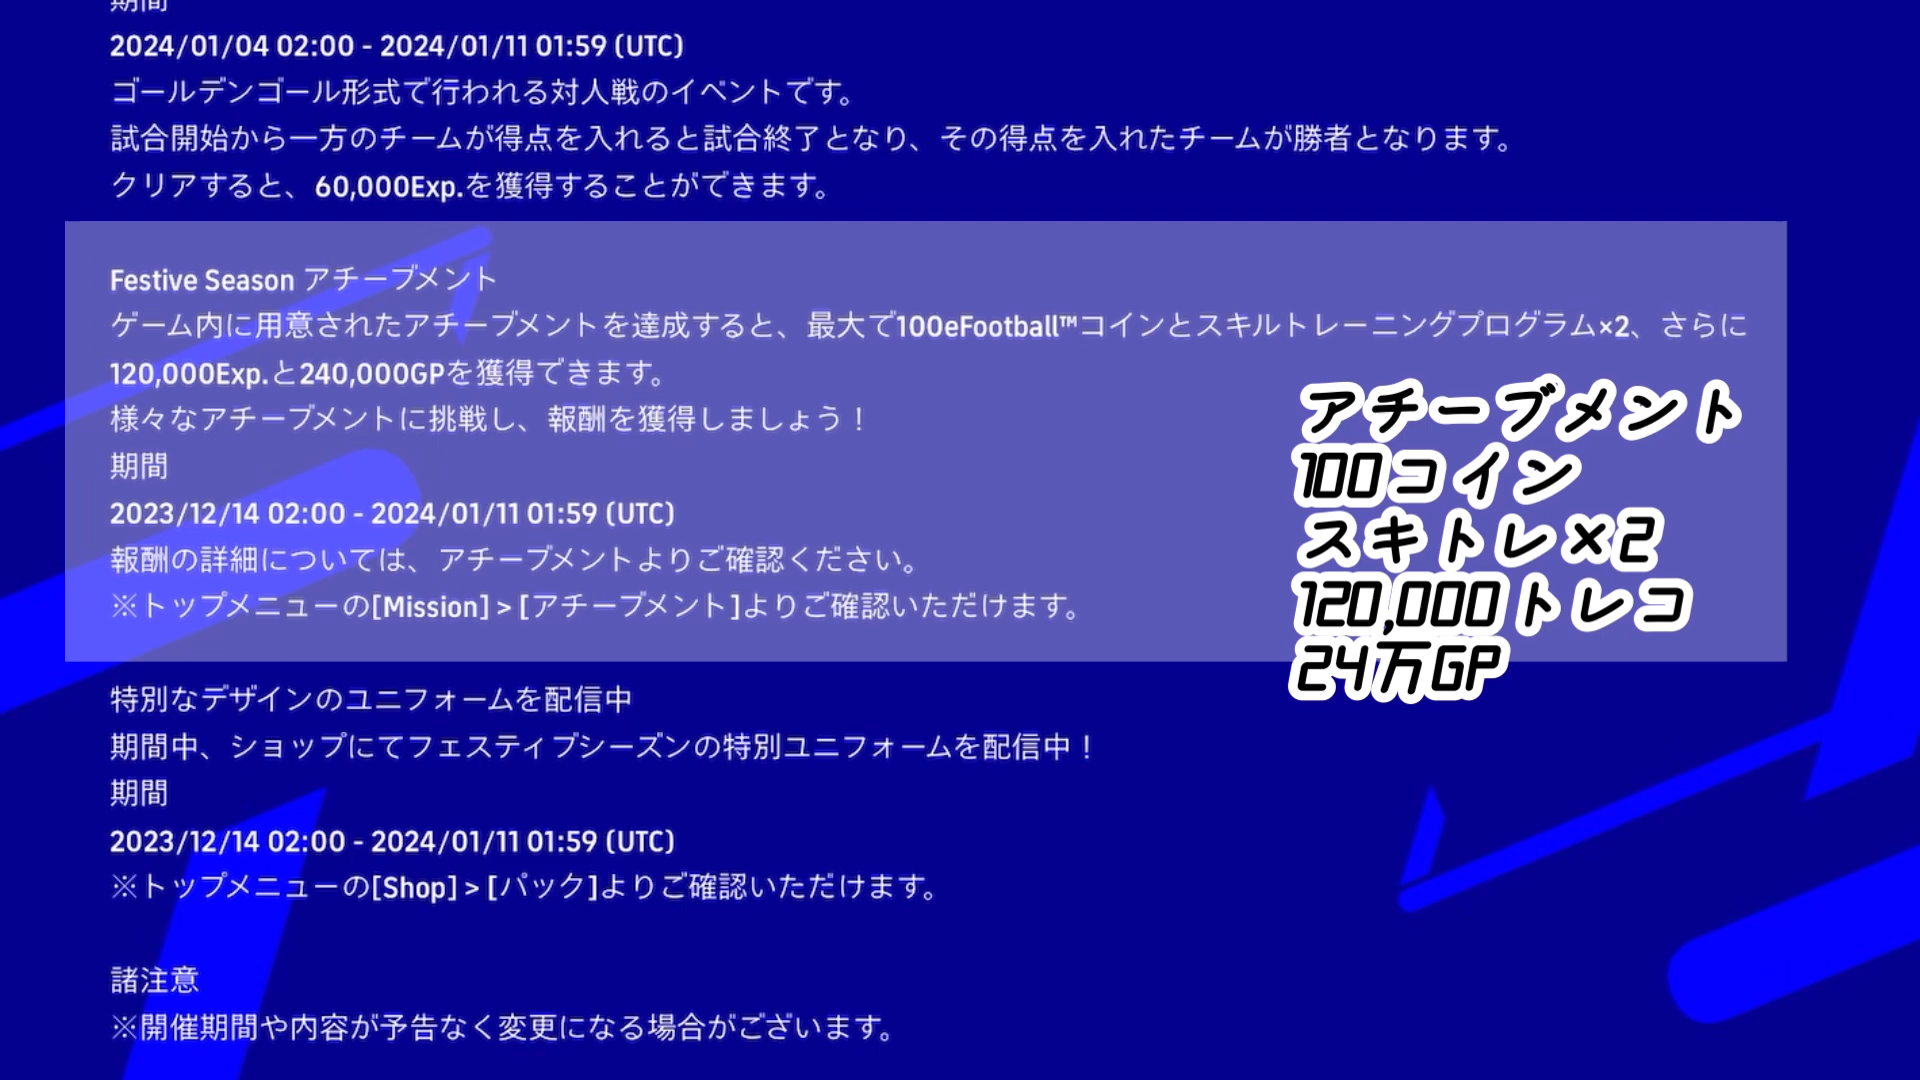 期間
2024/01/04 02:00 - 2024/01/11 01:59 (UTC)
ゴールデンゴール形式で行われる対人戦のイベントです。
試合開始から一方のチームが得点を入れると試合終了となり、その得点を入れたチームが勝者となります。
クリアすると、60,000Exp.を獲得することができます。
Festive Season アチーブメント
ゲーム内に用意されたアチーブメントを達成すると、最大で100eFootball™コインとスキルトレーニングプログラム×2、さらに
120,000Exp.と240,000GPを獲得できます。
様々なアチーブメントに挑戦し、報酬を獲得しましょう！
期間
2023/12/14 02:00 - 2024/01/11 01:59 (UTC)
報酬の詳細については、アチーブメントよりご確認ください。
※トップメニューの[Mission] > [アチーブメント]よりご確認いただけます。
アチーブメント
100コイン
スキトレ×2
120,000トレコ
24万GP
特別なデザインのユニフォームを配信中
期間中、ショップにてフェスティブシーズンの特別ユニフォームを配信中！
期間
2023/12/14 02:00 - 2024/01/11 01:59 (UTC)
※トップメニューの[Shop] > [パック]よりご確認いただけます。
諸注意
※開催期間や内容が予告なく変更になる場合がございます。